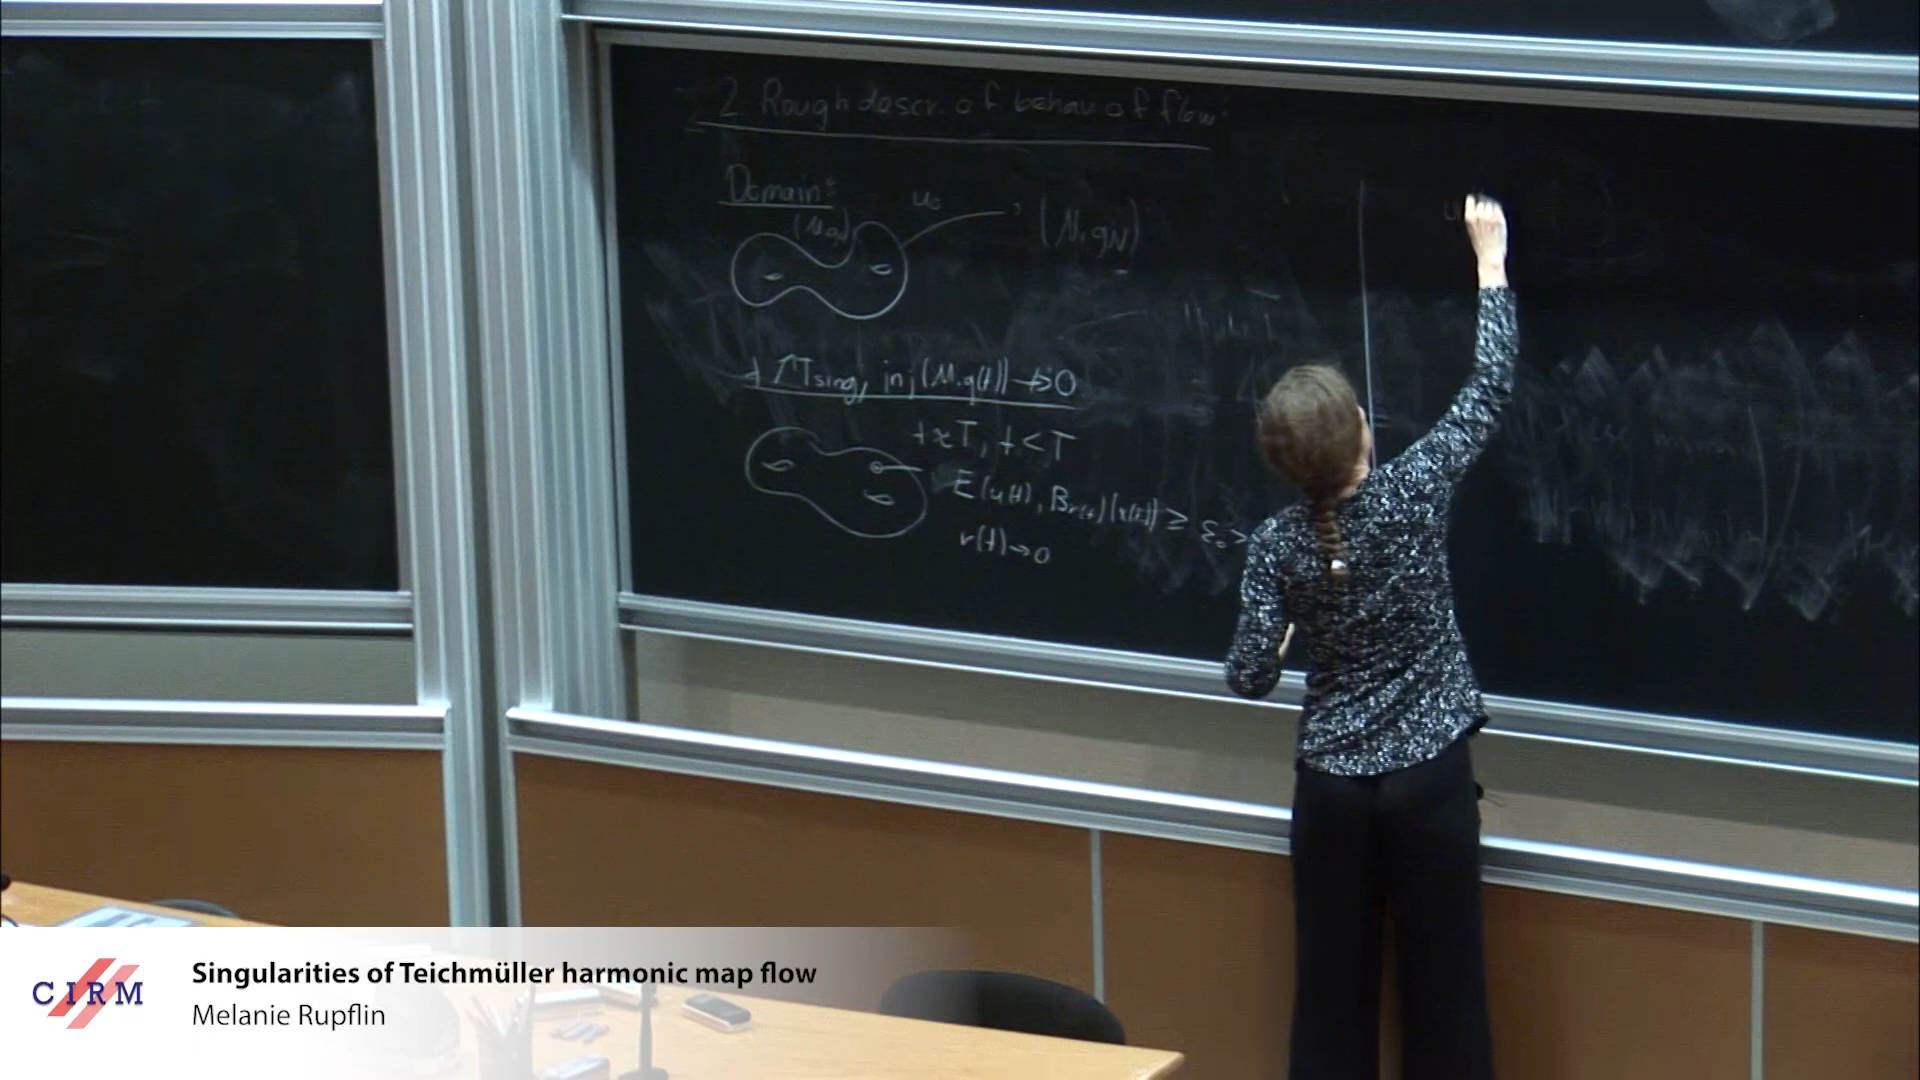 2. Rough descr. of behav of flow:
Domain:
(M,g₀) u₀ (N,g_N)
t↗T_sing, inj(M,g(t))↛0
t≈T, t<T
E(u(t), B_r(t)(x(t))) ≥ ε₀ >
r(t)→0
CIRM
Singularities of Teichmüller harmonic map flow
Melanie Rupflin